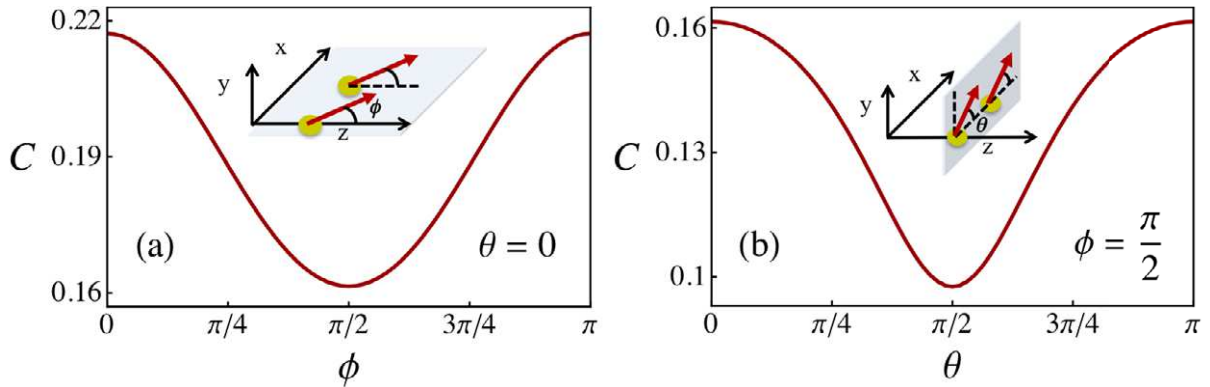 0.22
0.19
0.16
C
x
y
z
ϕ
(a)
θ = 0
0
π/4
π/2
3π/4
π
ϕ
0.16
0.13
0.1
C
x
y
z
θ
(b)
ϕ = π/2
0
π/4
π/2
3π/4
π
θ